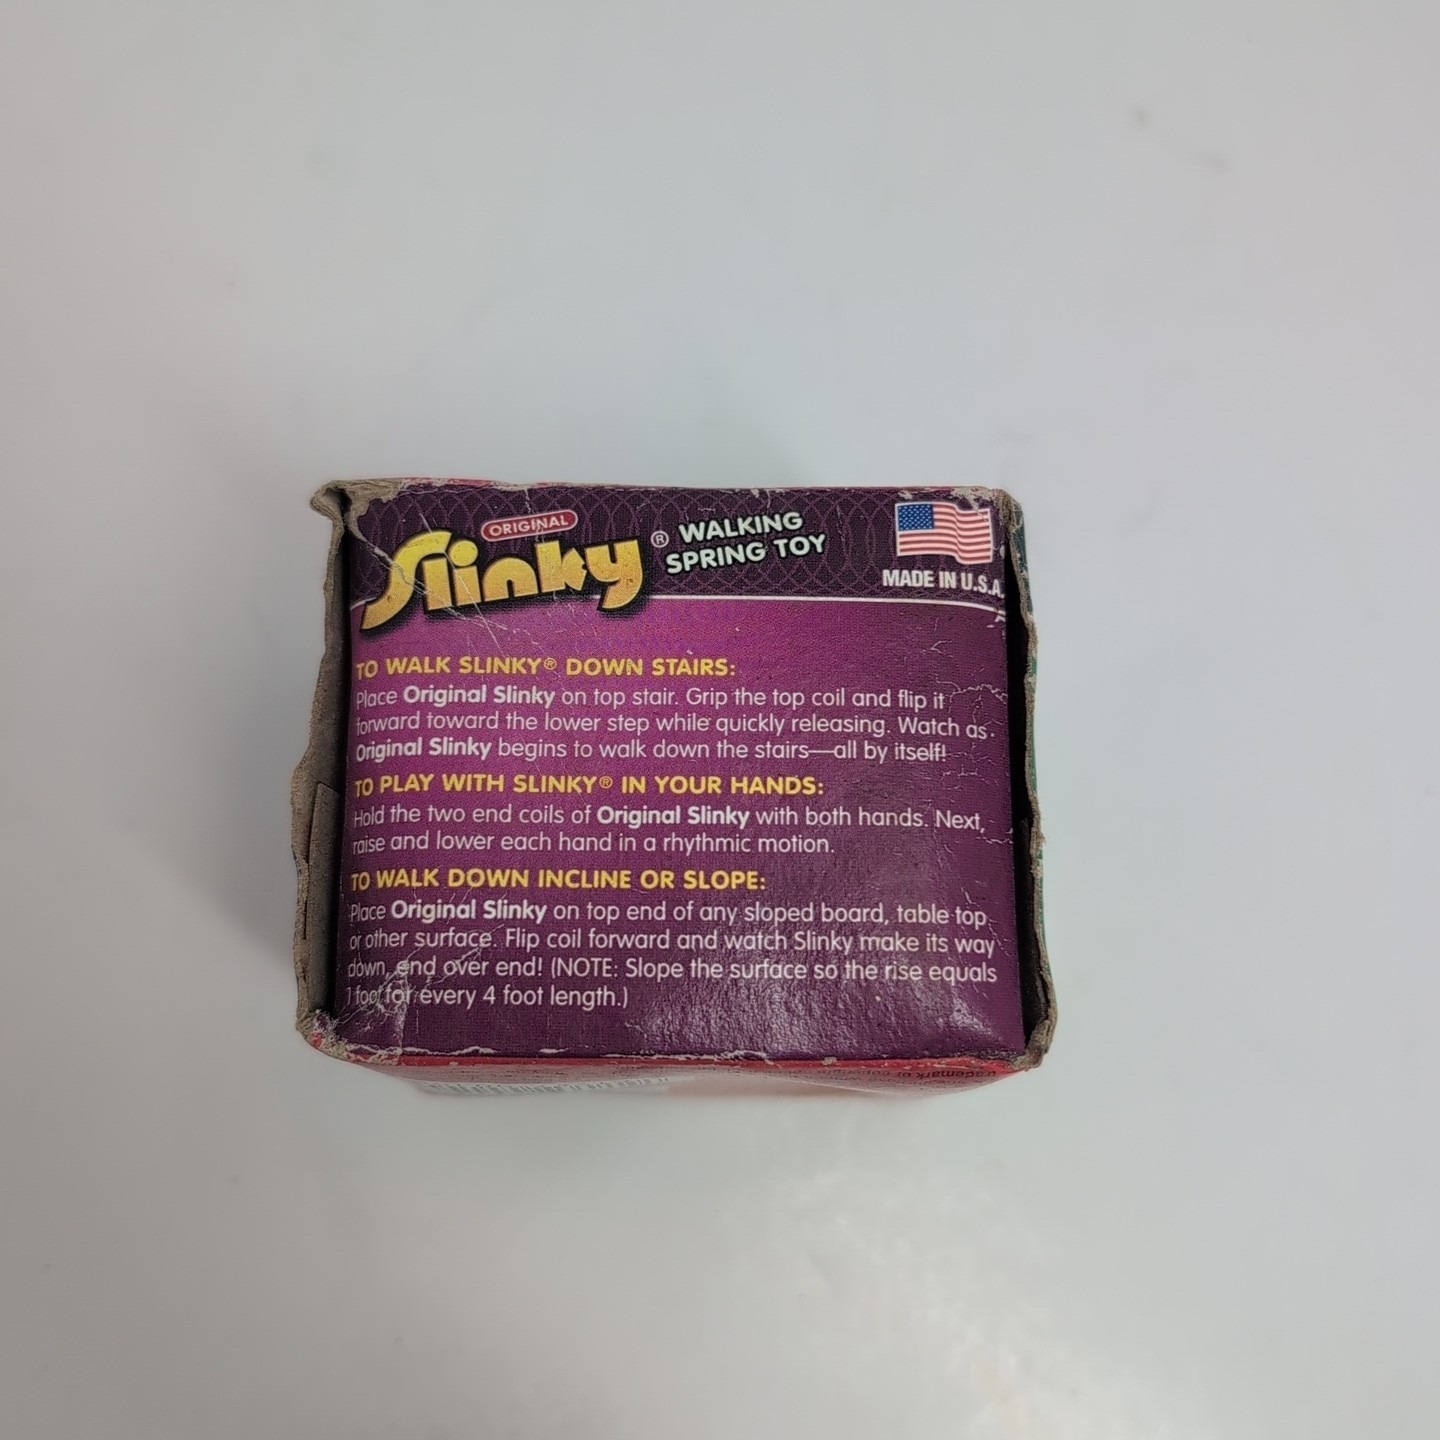 ORIGINAL
Slinky®
WALKING
SPRING TOY
MADE IN U.S.A.
TO WALK SLINKY® DOWN STAIRS:
Place Original Slinky on top stair. Grip the top coil and flip it
forward toward the lower step while quickly releasing. Watch as
Original Slinky begins to walk down the stairs—all by itself!
TO PLAY WITH SLINKY® IN YOUR HANDS:
Hold the two end coils of Original Slinky with both hands. Next,
raise and lower each hand in a rhythmic motion.
TO WALK DOWN INCLINE OR SLOPE:
Place Original Slinky on top end of any sloped board, table top
or other surface. Flip coil forward and watch Slinky make its way
down, end over end! (NOTE: Slope the surface so the rise equals
1 foot for every 4 foot length.)